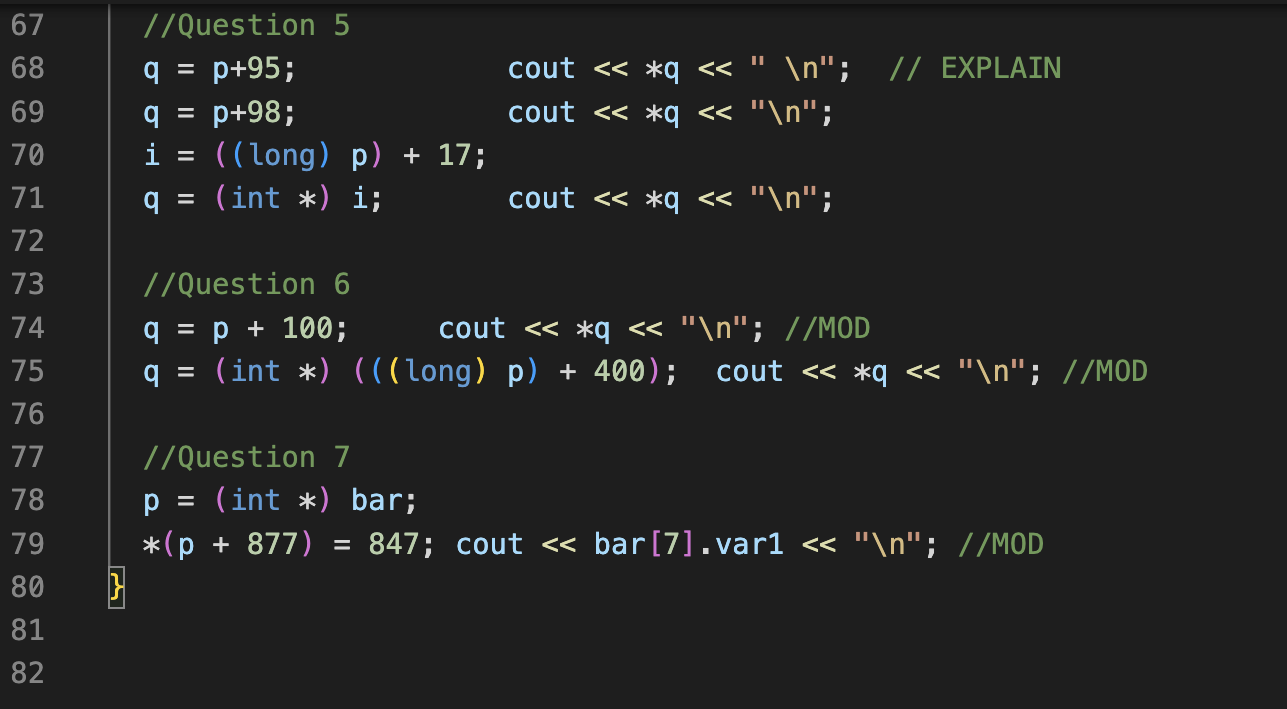 67 //Question 5
68 q = p+95; cout << *q << " \n"; // EXPLAIN
69 q = p+98; cout << *q << "\n";
70 i = ((long) p) + 17;
71 q = (int *) i; cout << *q << "\n";
72
73 //Question 6
74 q = p + 100; cout << *q << "\n"; //MOD
75 q = (int *) (((long) p) + 400); cout << *q << "\n"; //MOD
76
77 //Question 7
78 p = (int *) bar;
79 *(p + 877) = 847; cout << bar[7].var1 << "\n"; //MOD
80 }
81
82